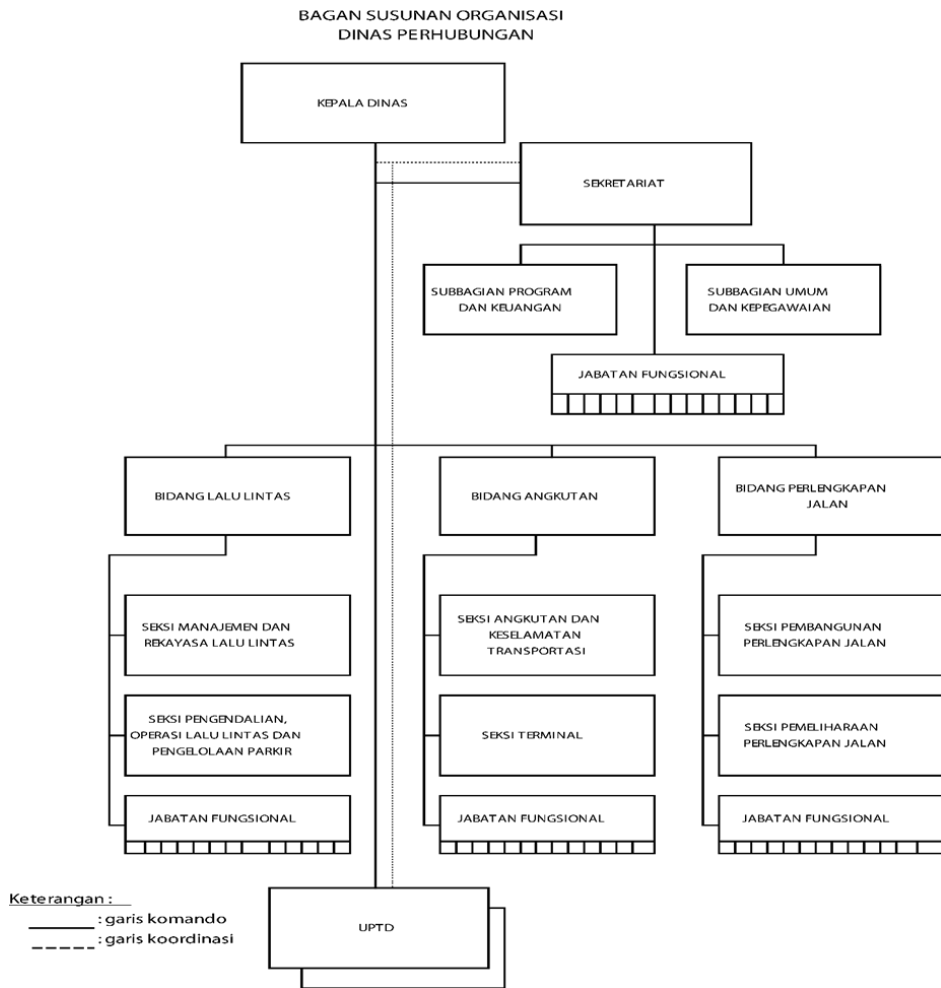 BAGAN SUSUNAN ORGANISASI
DINAS PERHUBUNGAN
KEPALA DINAS
SEKRETARIAT
SUBBAGIAN PROGRAM
DAN KEUANGAN
SUBBAGIAN UMUM
DAN KEPEGAWAIAN
JABATAN FUNGSIONAL
BIDANG LALU LINTAS
BIDANG ANGKUTAN
BIDANG PERLENGKAPAN
JALAN
SEKSI MANAJEMEN DAN
REKAYASA LALU LINTAS
SEKSI ANGKUTAN DAN
KESELAMATAN
TRANSPORTASI
SEKSI PEMBANGUNAN
PERLENGKAPAN JALAN
SEKSI PENGENDALIAN,
OPERASI LALU LINTAS DAN
PENGELOLAAN PARKIR
SEKSI TERMINAL
SEKSI PEMELIHARAAN
PERLENGKAPAN JALAN
JABATAN FUNGSIONAL
JABATAN FUNGSIONAL
JABATAN FUNGSIONAL
Keterangan :
: garis komando
: garis koordinasi
UPTD